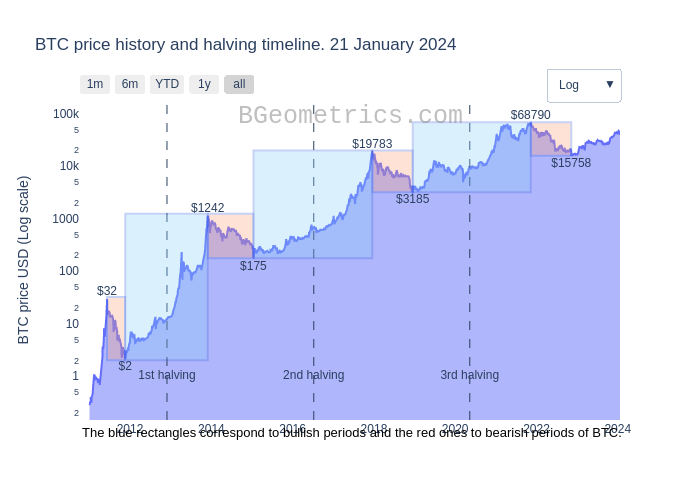 BTC price history and halving timeline. 21 January 2024
1m 6m YTD 1y all
Log ▼
BGeometrics.com
BTC price USD (Log scale)
100k
5
2
10k
5
2
1000
5
2
100
5
2
10
5
2
1
5
2
$68790
$19783
$15758
$3185
$1242
$175
$32
$2
1st halving
2nd halving
3rd halving
2012 2014 2016 2018 2020 2022 2024
The blue rectangles correspond to bullish periods and the red ones to bearish periods of BTC.